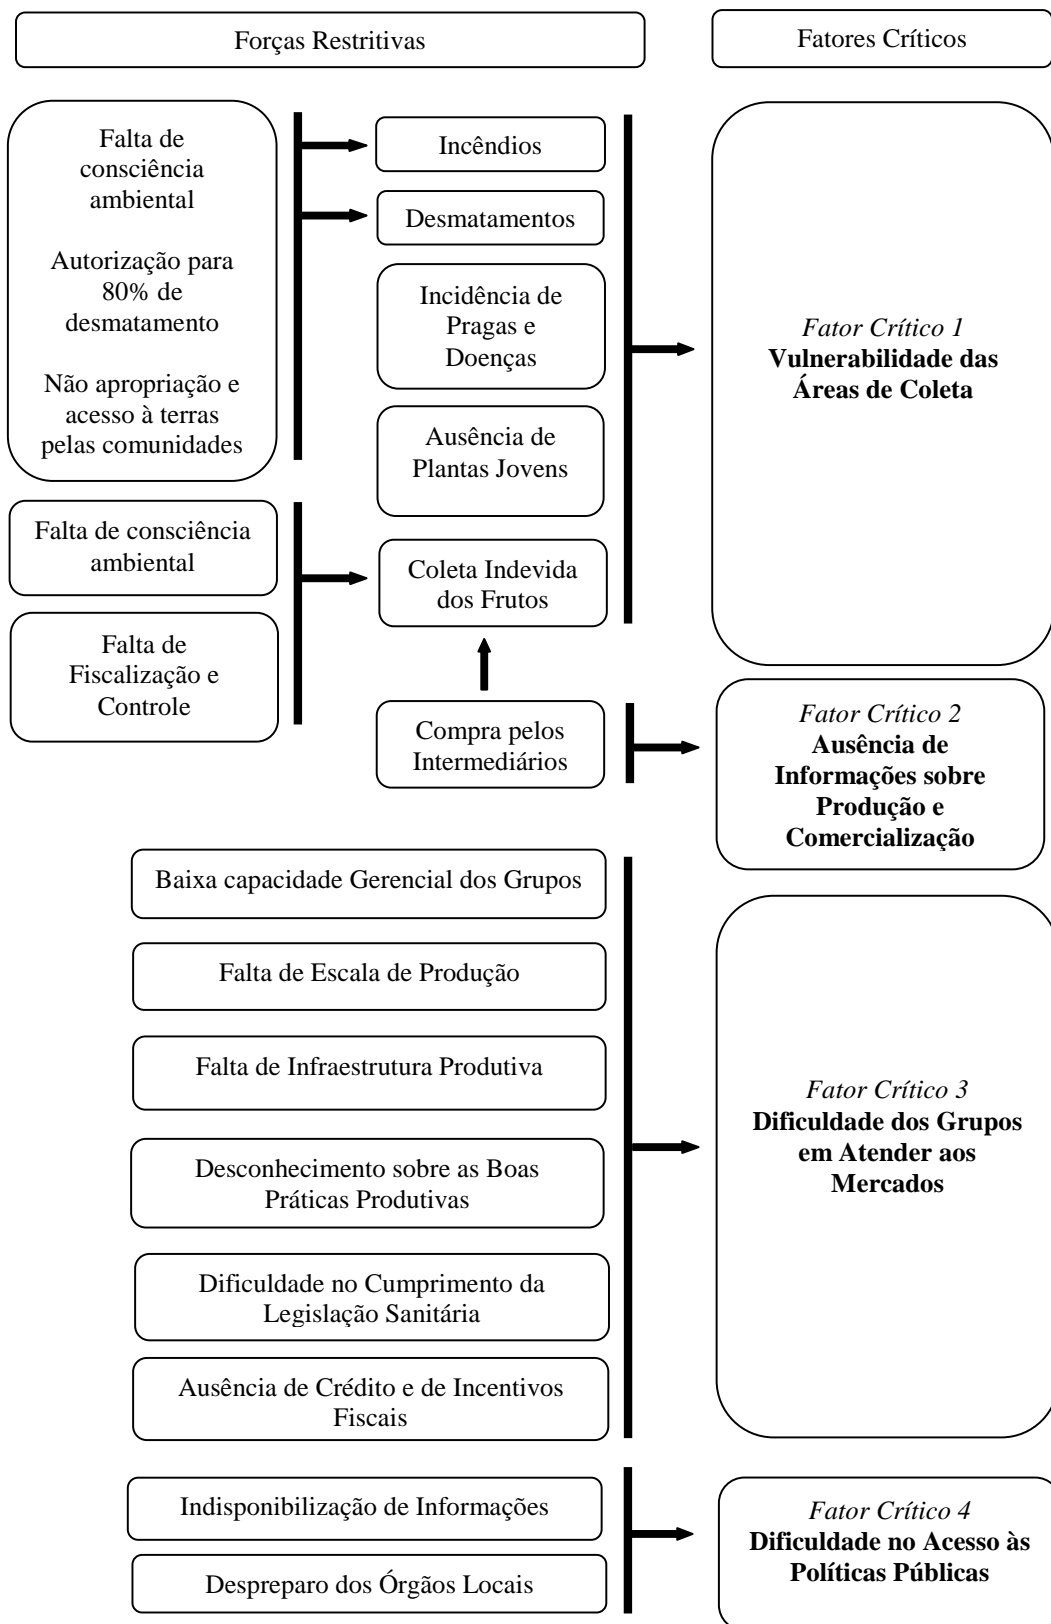 Forças Restritivas
Fatores Críticos
Falta de
consciência
ambiental
Autorização para
80% de
desmatamento
Não apropriação e
acesso à terras
pelas comunidades
Incêndios
Desmatamentos
Incidência de
Pragas e
Doenças
Ausência de
Plantas Jovens
Fator Crítico 1
Vulnerabilidade das
Áreas de Coleta
Falta de consciência
ambiental
Falta de
Fiscalização e
Controle
Coleta Indevida
dos Frutos
Compra pelos
Intermediários
Fator Crítico 2
Ausência de
Informações sobre
Produção e
Comercialização
Baixa capacidade Gerencial dos Grupos
Falta de Escala de Produção
Falta de Infraestrutura Produtiva
Desconhecimento sobre as Boas
Práticas Produtivas
Dificuldade no Cumprimento da
Legislação Sanitária
Ausência de Crédito e de Incentivos
Fiscais
Fator Crítico 3
Dificuldade dos Grupos
em Atender aos
Mercados
Indisponibilização de Informações
Despreparo dos Órgãos Locais
Fator Crítico 4
Dificuldade no Acesso às
Políticas Públicas